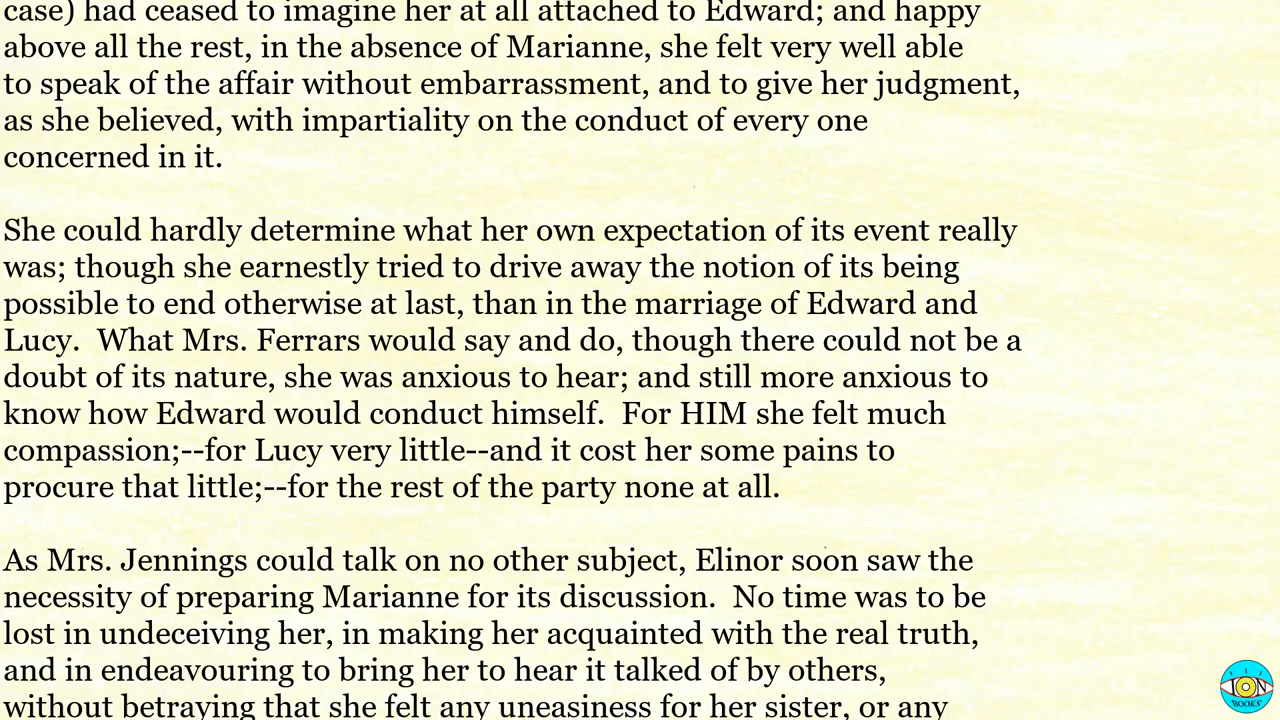 case) had ceased to imagine her at all attached to Edward; and happy
above all the rest, in the absence of Marianne, she felt very well able
to speak of the affair without embarrassment, and to give her judgment,
as she believed, with impartiality on the conduct of every one
concerned in it.
She could hardly determine what her own expectation of its event really
was; though she earnestly tried to drive away the notion of its being
possible to end otherwise at last, than in the marriage of Edward and
Lucy.  What Mrs. Ferrars would say and do, though there could not be a
doubt of its nature, she was anxious to hear; and still more anxious to
know how Edward would conduct himself.  For HIM she felt much
compassion;--for Lucy very little--and it cost her some pains to
procure that little;--for the rest of the party none at all.
As Mrs. Jennings could talk on no other subject, Elinor soon saw the
necessity of preparing Marianne for its discussion.  No time was to be
lost in undeceiving her, in making her acquainted with the real truth,
and in endeavouring to bring her to hear it talked of by others,
without betraying that she felt any uneasiness for her sister, or any
ION
BOOKS